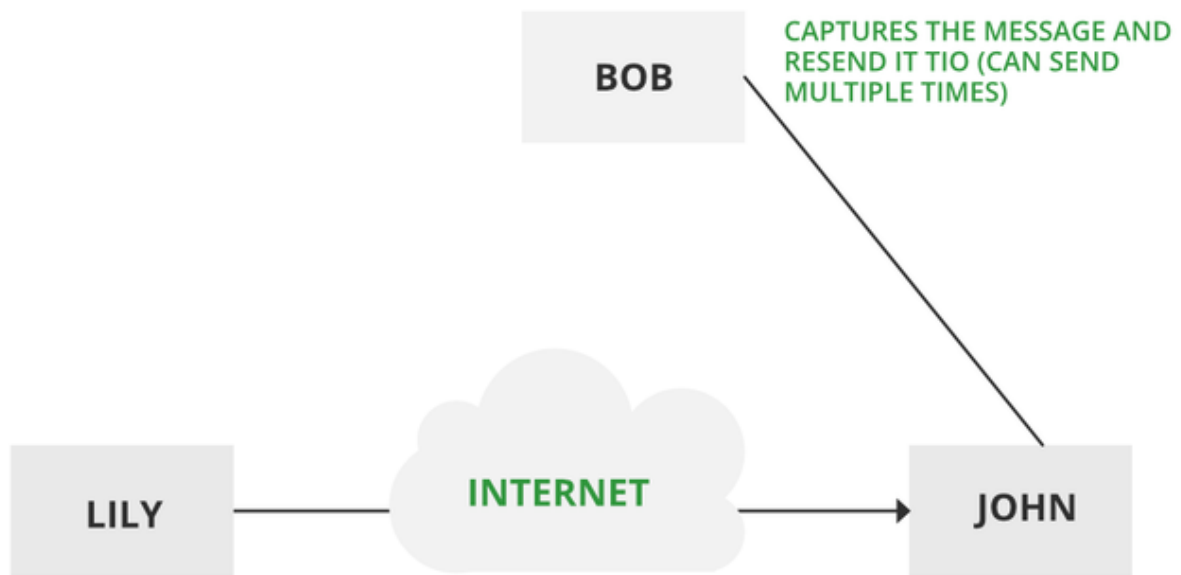 BOB
CAPTURES THE MESSAGE AND
RESEND IT TIO (CAN SEND
MULTIPLE TIMES)
INTERNET
LILY
JOHN